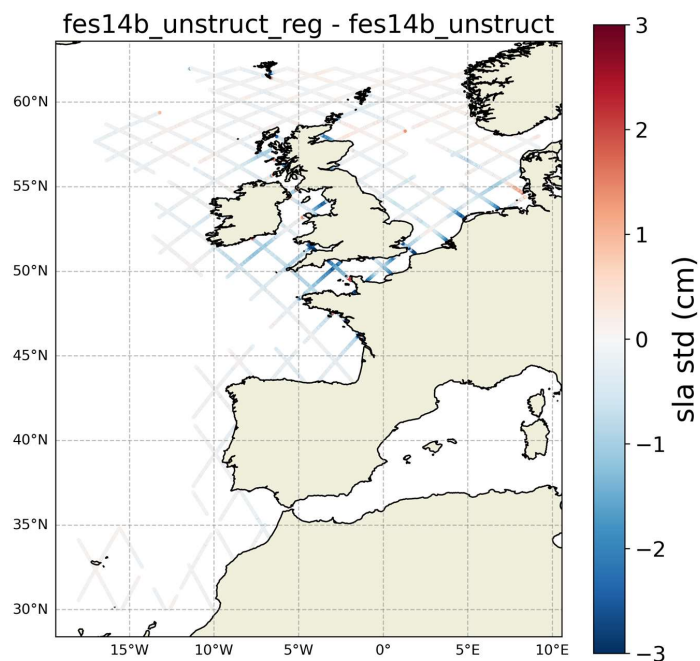 fes14b_unstruct_reg - fes14b_unstruct
60°N
55°N
50°N
45°N
40°N
35°N
30°N
15°W
10°W
5°W
0°
5°E
10°E
3
2
1
0
−1
−2
−3
sla std (cm)